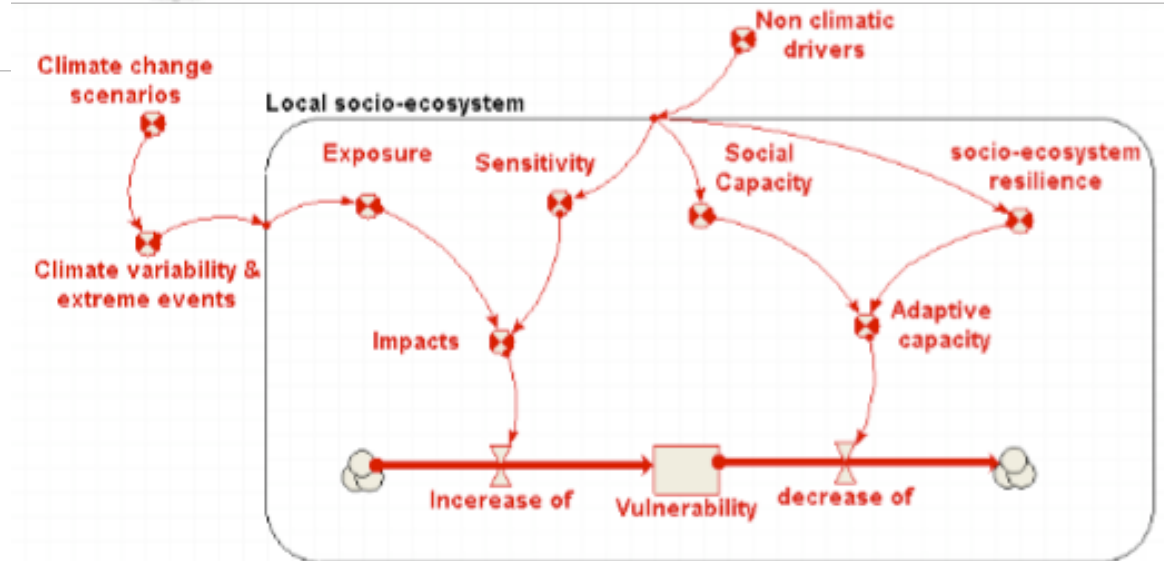 Non climatic
drivers
Climate change
scenarios
Local socio-ecosystem
Exposure
Sensitivity
Social
Capacity
socio-ecosystem
resilience
Climate variability &
extreme events
Impacts
Adaptive
capacity
Incerease of
Vulnerability
decrease of